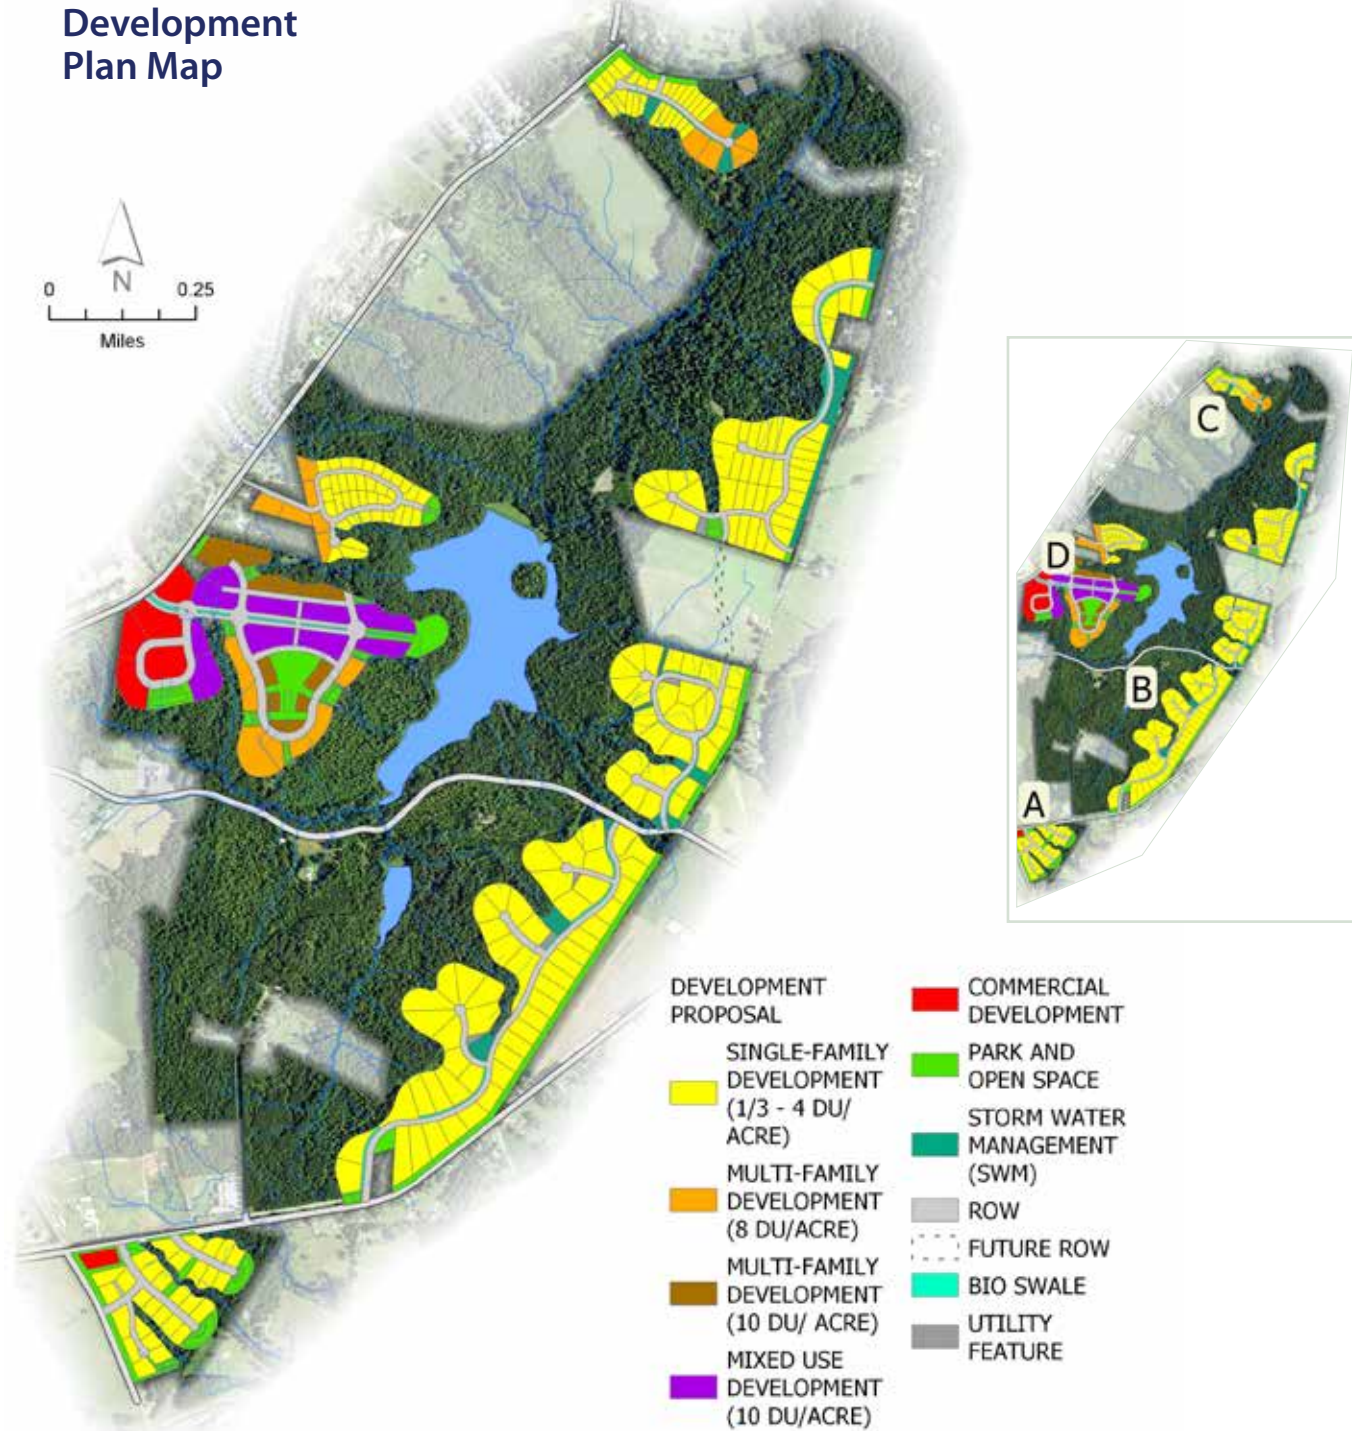 Development
Plan Map
N
0 0.25
Miles
C
D
B
A
DEVELOPMENT
PROPOSAL
SINGLE-FAMILY
DEVELOPMENT
(1/3 - 4 DU/
ACRE)
MULTI-FAMILY
DEVELOPMENT
(8 DU/ACRE)
MULTI-FAMILY
DEVELOPMENT
(10 DU/ ACRE)
MIXED USE
DEVELOPMENT
(10 DU/ACRE)
COMMERCIAL
DEVELOPMENT
PARK AND
OPEN SPACE
STORM WATER
MANAGEMENT
(SWM)
ROW
FUTURE ROW
BIO SWALE
UTILITY
FEATURE